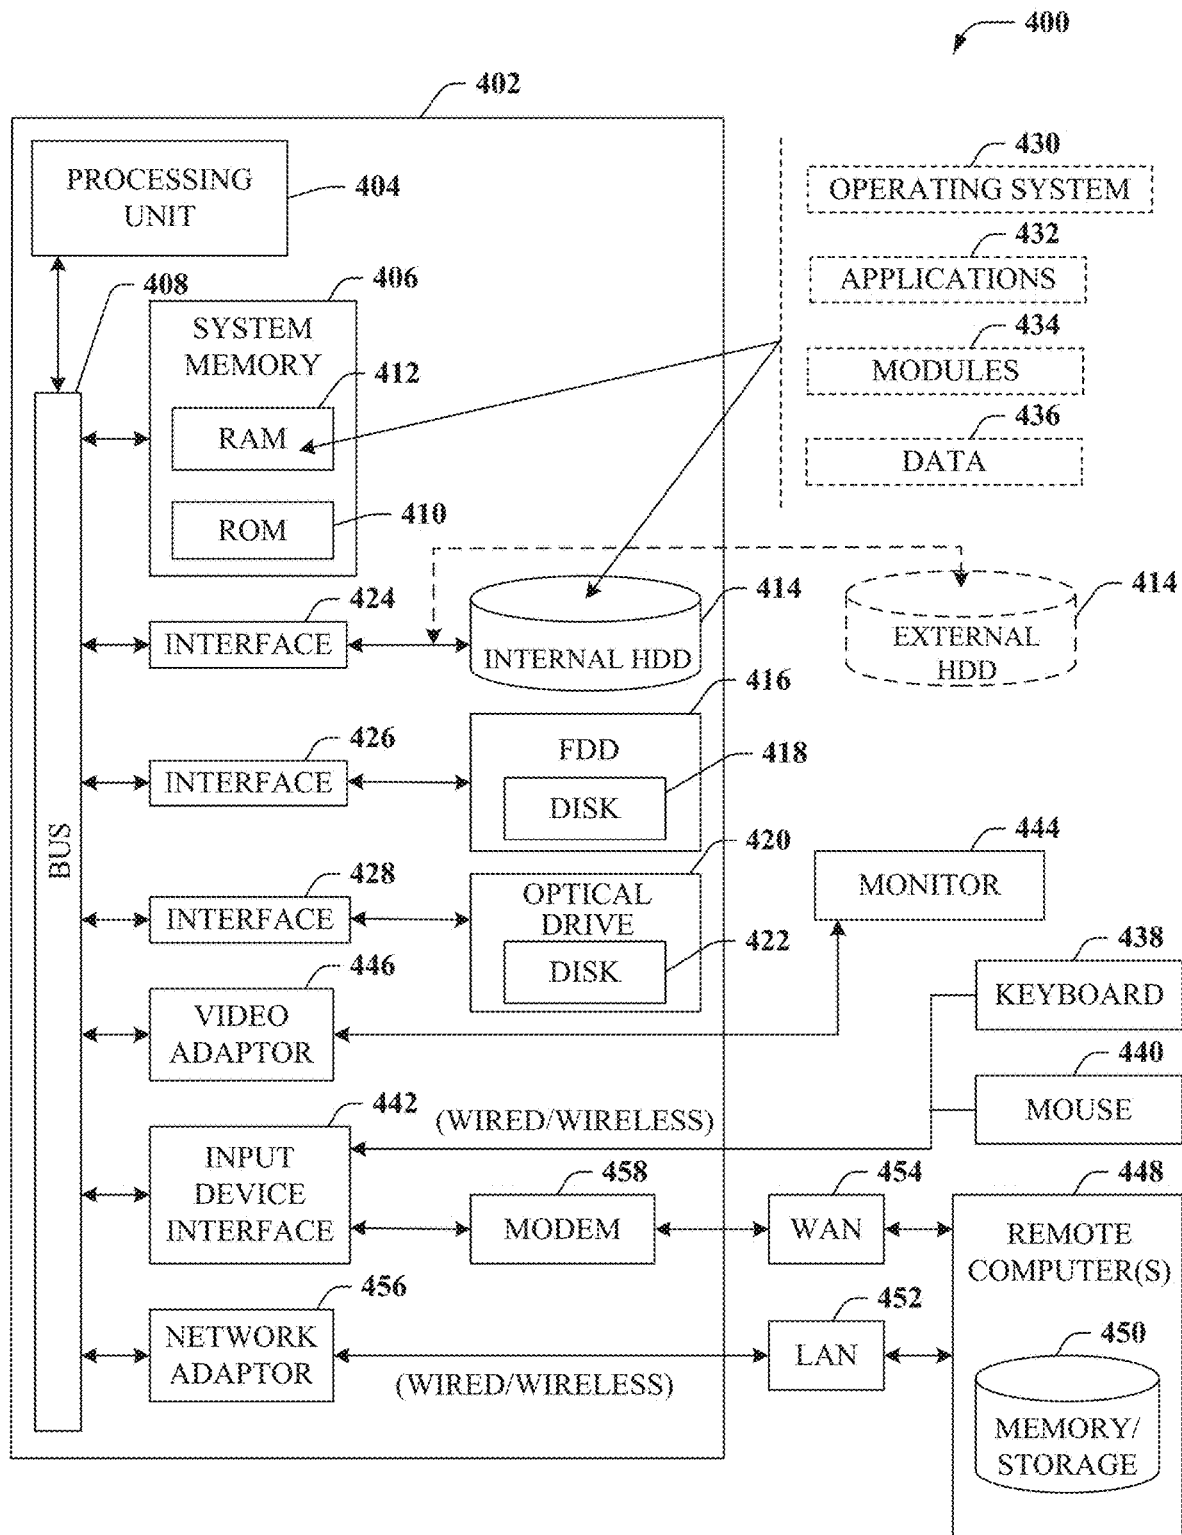 400
402
PROCESSING
UNIT
404
430
OPERATING SYSTEM
432
APPLICATIONS
434
MODULES
436
DATA
408
406
SYSTEM
MEMORY
412
RAM
410
ROM
424
INTERFACE
414
INTERNAL HDD
414
EXTERNAL
HDD
426
INTERFACE
416
FDD
418
DISK
BUS
428
INTERFACE
420
OPTICAL
DRIVE
422
DISK
444
MONITOR
446
VIDEO
ADAPTOR
438
KEYBOARD
440
MOUSE
442
INPUT
DEVICE
INTERFACE
(WIRED/WIRELESS)
458
MODEM
454
WAN
448
REMOTE
COMPUTER(S)
456
NETWORK
ADAPTOR
(WIRED/WIRELESS)
452
LAN
450
MEMORY/
STORAGE